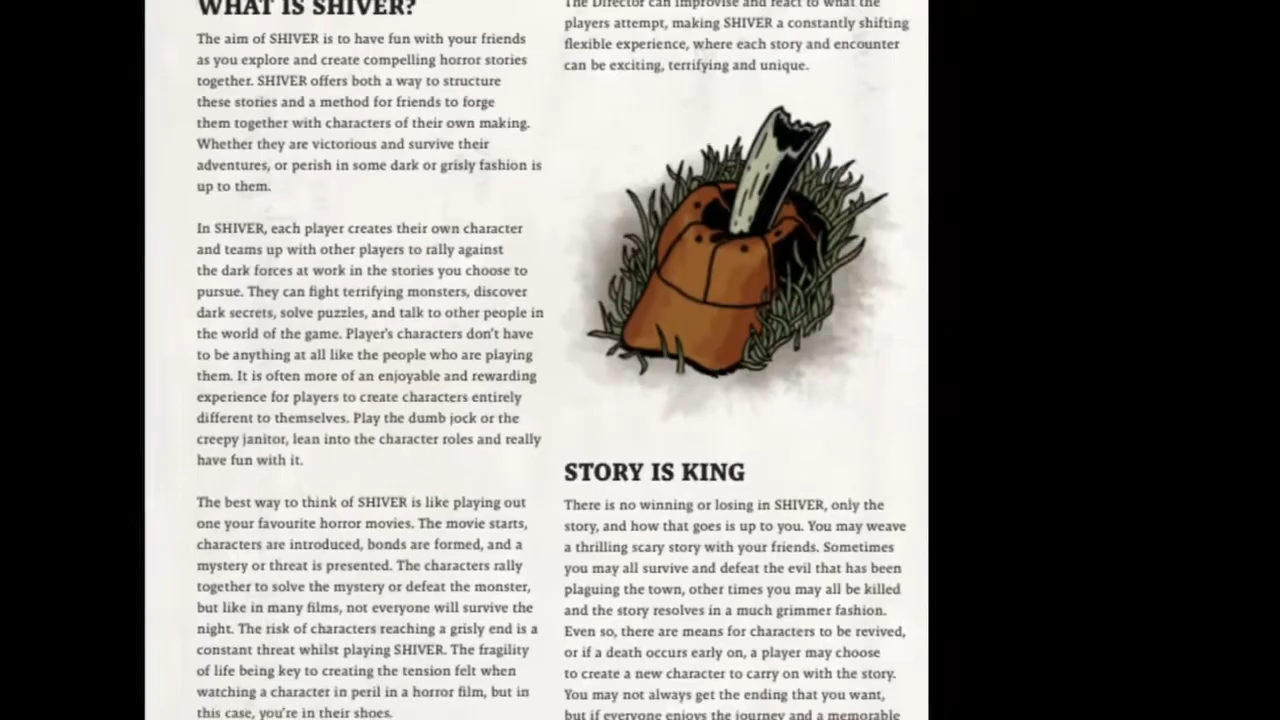 WHAT IS SHIVER?
The aim of SHIVER is to have fun with your friends
as you explore and create compelling horror stories
together. SHIVER offers both a way to structure
these stories and a method for friends to forge
them together with characters of their own making.
Whether they are victorious and survive their
adventures, or perish in some dark or grisly fashion is
up to them.
In SHIVER, each player creates their own character
and teams up with other players to rally against
the dark forces at work in the stories you choose to
pursue. They can fight terrifying monsters, discover
dark secrets, solve puzzles, and talk to other people in
the world of the game. Player's characters don't have
to be anything at all like the people who are playing
them. It is often more of an enjoyable and rewarding
experience for players to create characters entirely
different to themselves. Play the dumb jock or the
creepy janitor, lean into the character roles and really
have fun with it.
The best way to think of SHIVER is like playing out
one your favourite horror movies. The movie starts,
characters are introduced, bonds are formed, and a
mystery or threat is presented. The characters rally
together to solve the mystery or defeat the monster,
but like in many films, not everyone will survive the
night. The risk of characters reaching a grisly end is a
constant threat whilst playing SHIVER. The fragility
of life being key to creating the tension felt when
watching a character in peril in a horror film, but in
this case, you're in their shoes.
The Director can improvise and react to what the
players attempt, making SHIVER a constantly shifting
flexible experience, where each story and encounter
can be exciting, terrifying and unique.
STORY IS KING
There is no winning or losing in SHIVER, only the
story, and how that goes is up to you. You may weave
a thrilling scary story with your friends. Sometimes
you may all survive and defeat the evil that has been
plaguing the town, other times you may all be killed
and the story resolves in a much grimmer fashion.
Even so, there are means for characters to be revived,
or if a death occurs early on, a player may choose
to create a new character to carry on with the story.
You may not always get the ending that you want,
but if everyone enjoys the journey and a memorable